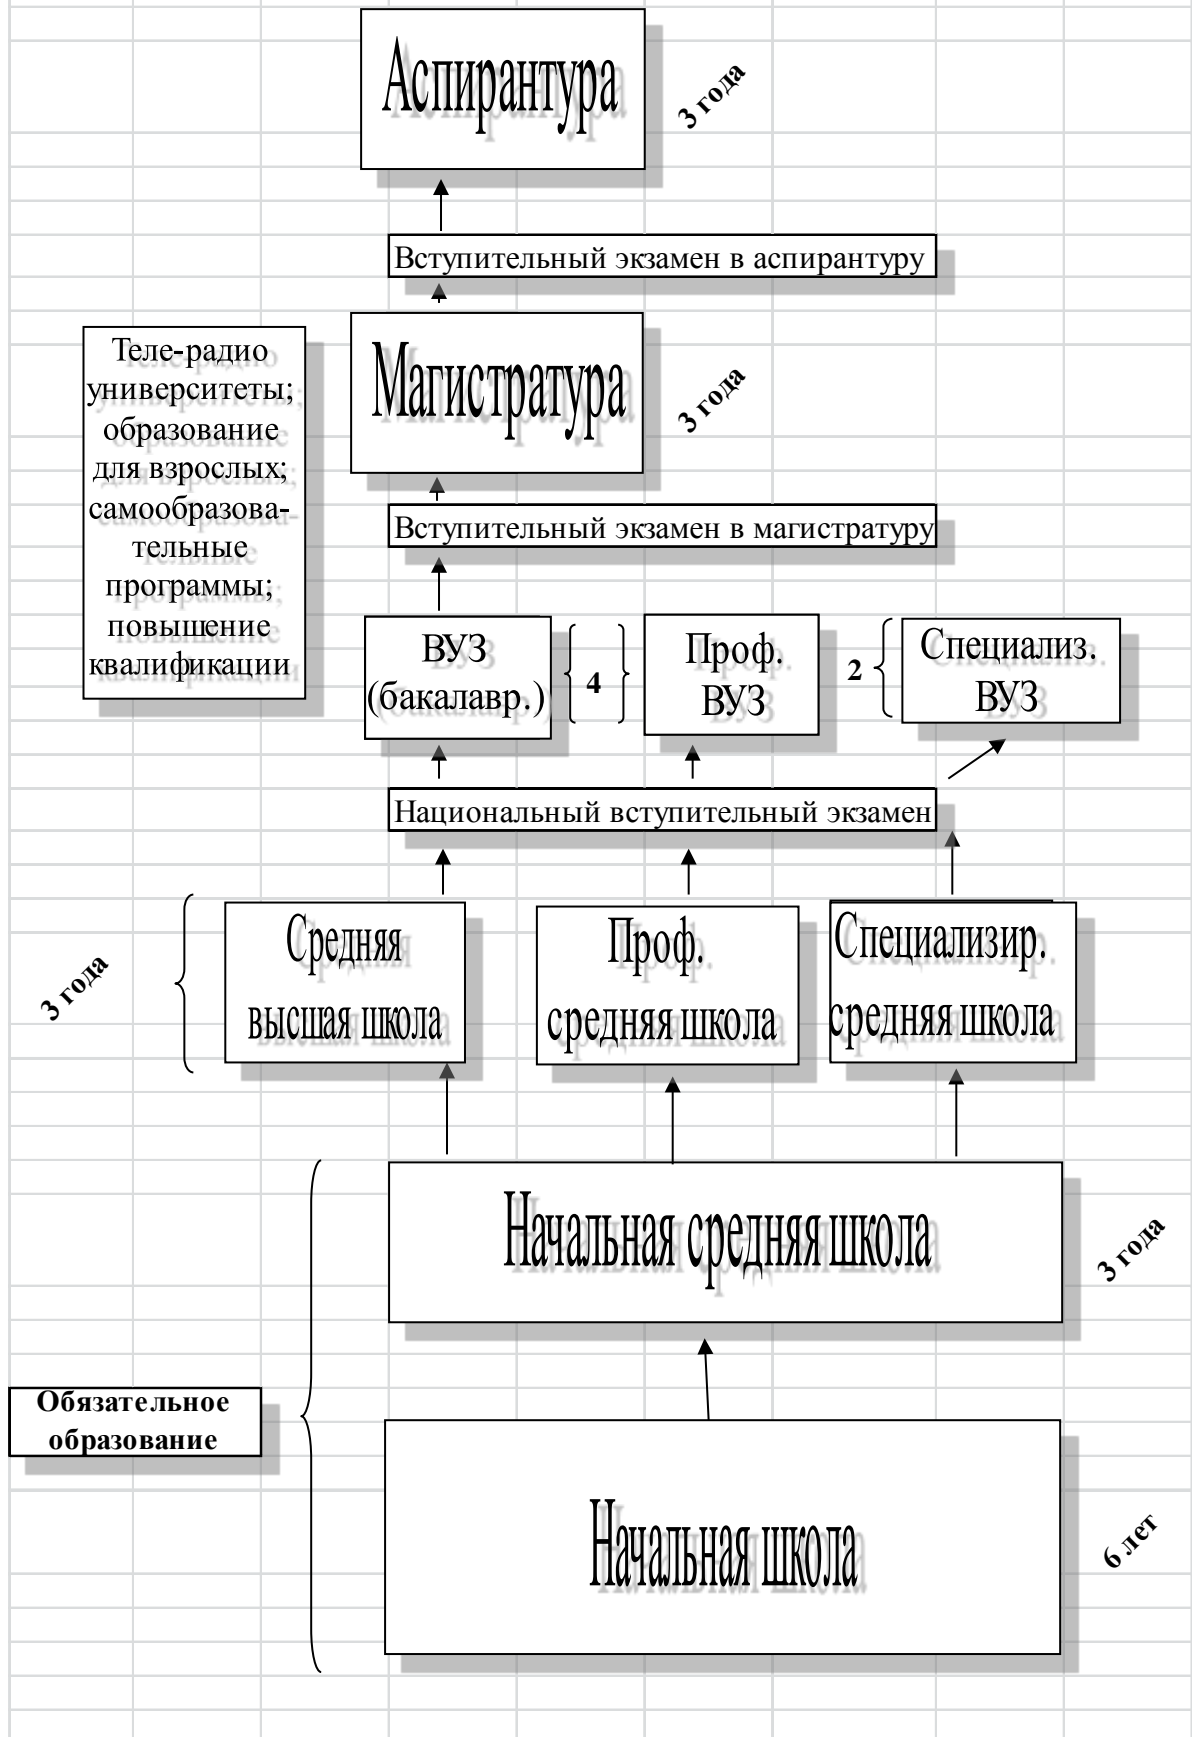 Аспирантура
3 года
Вступительный экзамен в аспирантуру
Магистратура
3 года
Теле-радио
университеты;
образование
для взрослых;
самообразова-
тельные
программы;
повышение
квалификации
Вступительный экзамен в магистратуру
ВУЗ
(бакалавр.)
4
Проф.
ВУЗ
2
Специализ.
ВУЗ
Национальный вступительный экзамен
3 года
Средняя
высшая школа
Проф.
средняя школа
Специализир.
средняя школа
Начальная средняя школа
3 года
Обязательное
образование
Начальная школа
6 лет